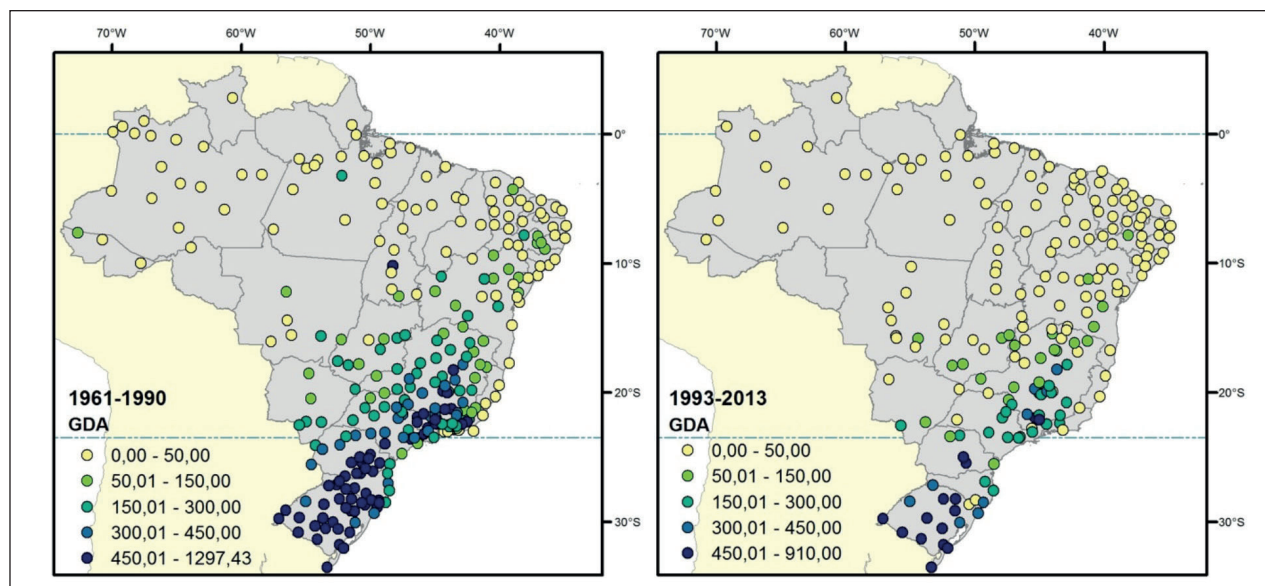 70°W 60°W 50°W 40°W
0°
10°S
20°S
30°S
1961-1990
GDA
0,00 - 50,00
50,01 - 150,00
150,01 - 300,00
300,01 - 450,00
450,01 - 1297,43
70°W 60°W 50°W 40°W
0°
10°S
20°S
30°S
1993-2013
GDA
0,00 - 50,00
50,01 - 150,00
150,01 - 300,00
300,01 - 450,00
450,01 - 910,00